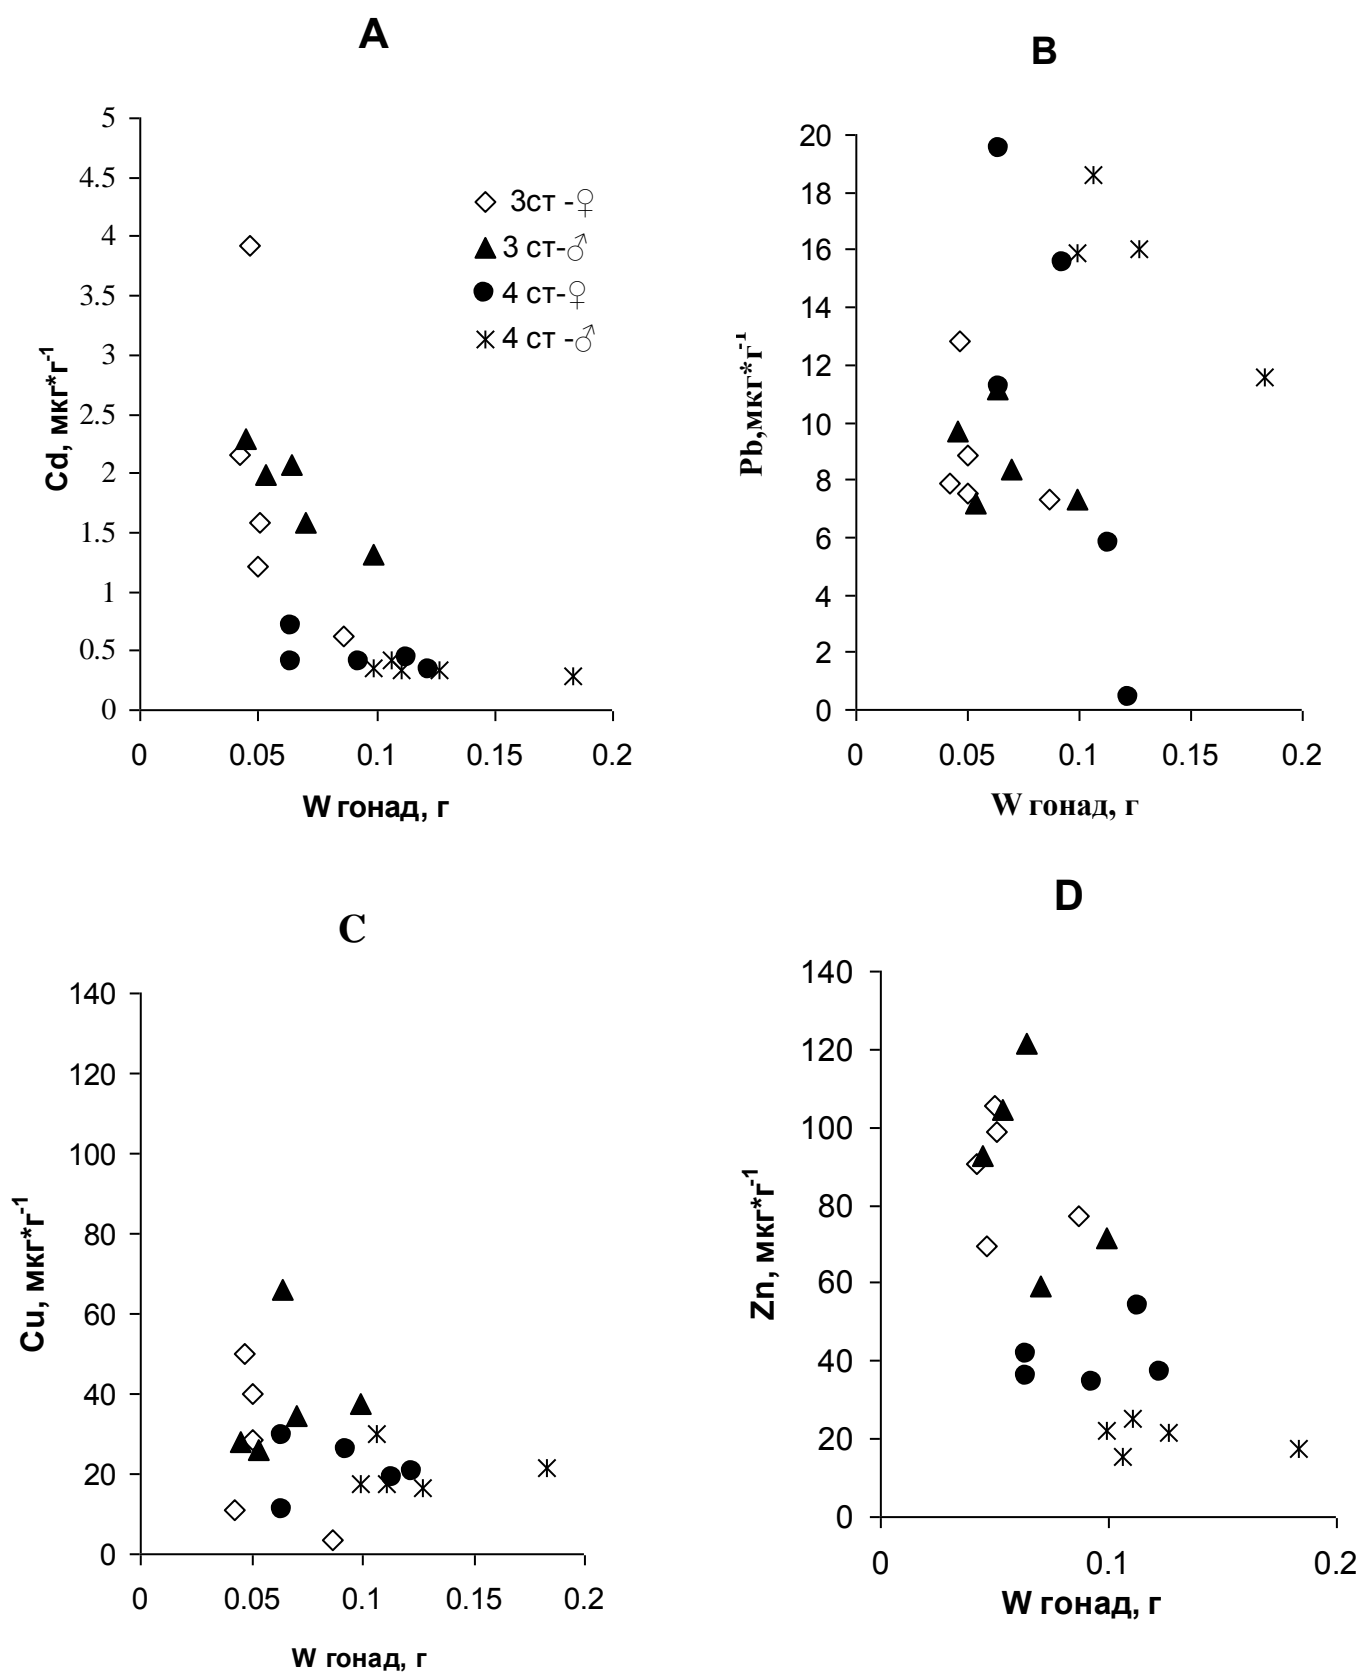 A
5
4.5
4
3.5
3
2.5
2
1.5
1
0.5
0
Cd, мкг*г-1
3ст -♀
3 ст-♂
4 ст-♀
4 ст -♂
0 0.05 0.1 0.15 0.2
W гонад, г
B
20
18
16
14
12
10
8
6
4
2
0
Pb,мкг*г-1
0 0.05 0.1 0.15 0.2
W гонад, г
C
140
120
100
80
60
40
20
0
Cu, мкг*г-1
0 0.05 0.1 0.15 0.2
W гонад, г
D
140
120
100
80
60
40
20
0
Zn, мкг*г-1
0 0.1 0.2
W гонад, г